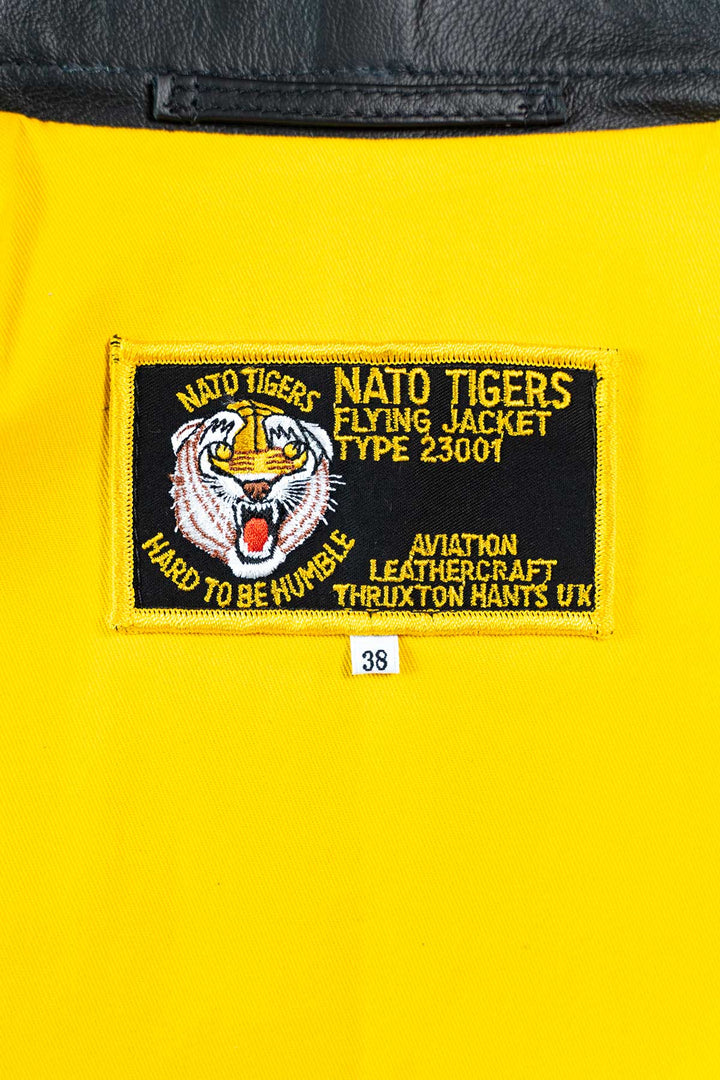 NATO TIGERS
HARD TO BE HUMBLE
NATO TIGERS
FLYING JACKET
TYPE 23001
AVIATION
LEATHERCRAFT
THRUXTON HANTS UK
38